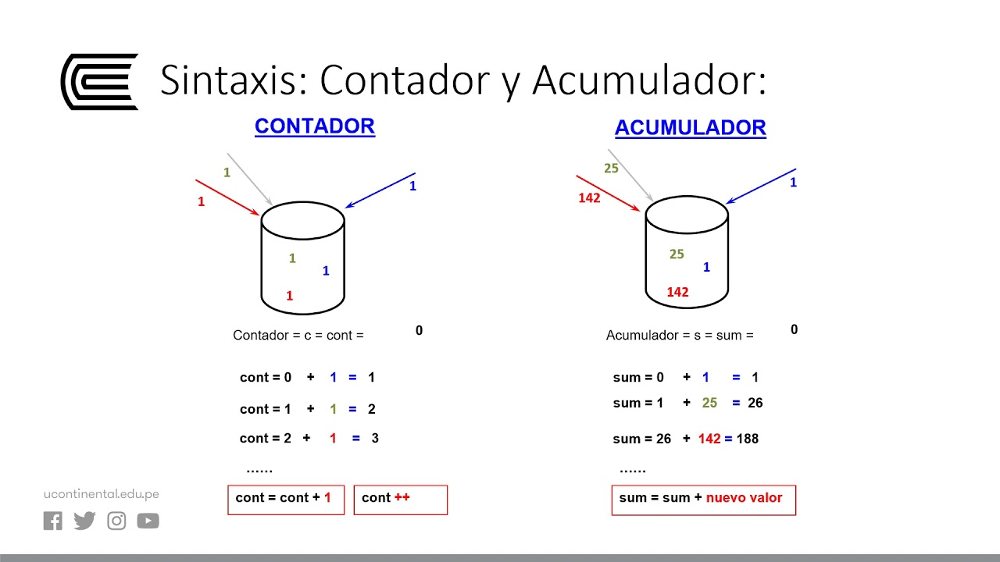 Sintaxis: Contador y Acumulador:
CONTADOR
1
1
1
1
1
1
Contador = c = cont = 0
cont = 0 + 1 = 1
cont = 1 + 1 = 2
cont = 2 + 1 = 3
......
cont = cont + 1
cont ++
ACUMULADOR
25
142
1
25
1
142
Acumulador = s = sum = 0
sum = 0 + 1 = 1
sum = 1 + 25 = 26
sum = 26 + 142 = 188
......
sum = sum + nuevo valor
ucontinental.edu.pe